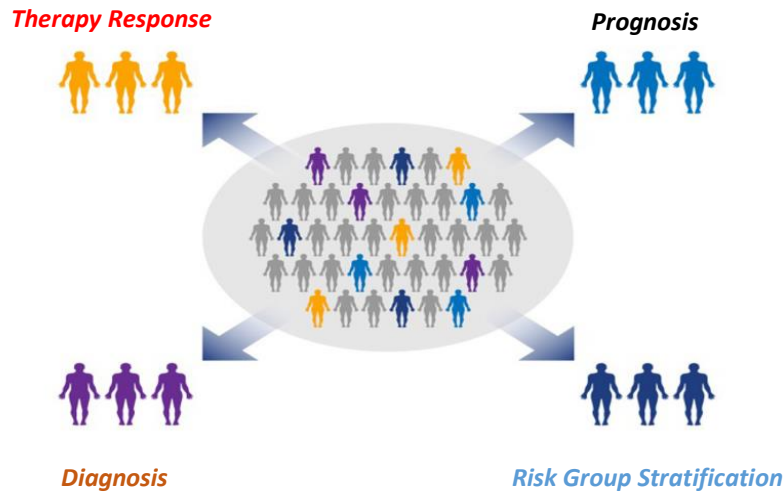 Therapy Response
Prognosis
Diagnosis
Risk Group Stratification